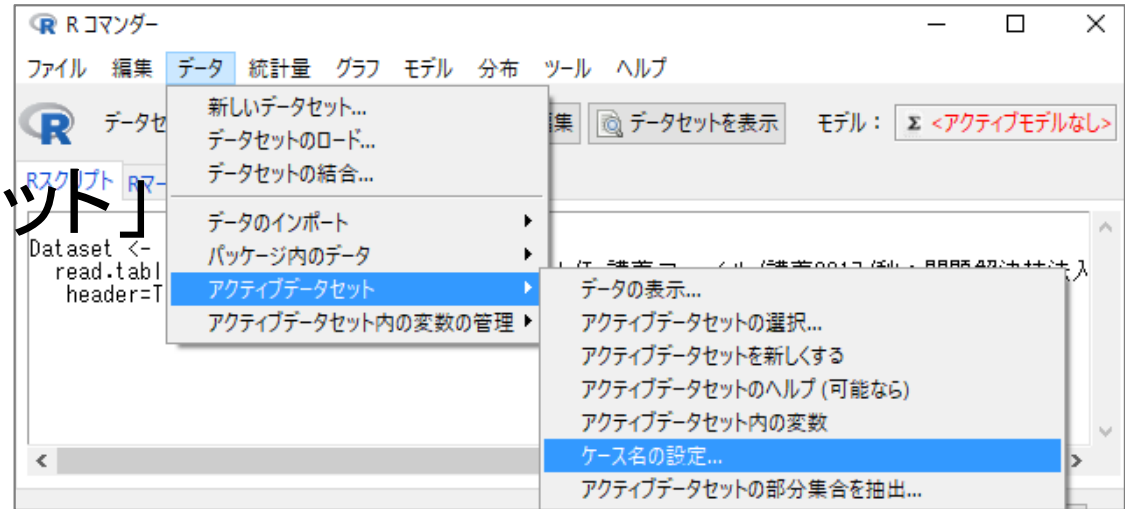 R コマンダー
ファイル 編集 データ 統計量 グラフ モデル 分布 ツール ヘルプ
データセ
集 データセットを表示 モデル： Σ <アクティブモデルなし>
新しいデータセット...
データセットのロード...
データセットの結合...
データのインポート
パッケージ内のデータ
アクティブデータセット
アクティブデータセット内の変数の管理
Rスクリプト Rマー
ット」
Dataset <-
read.tabl
header=T
データの表示...
アクティブデータセットの選択...
アクティブデータセットを新しくする
アクティブデータセットのヘルプ (可能なら)
アクティブデータセット内の変数
ケース名の設定...
アクティブデータセットの部分集合を抽出...